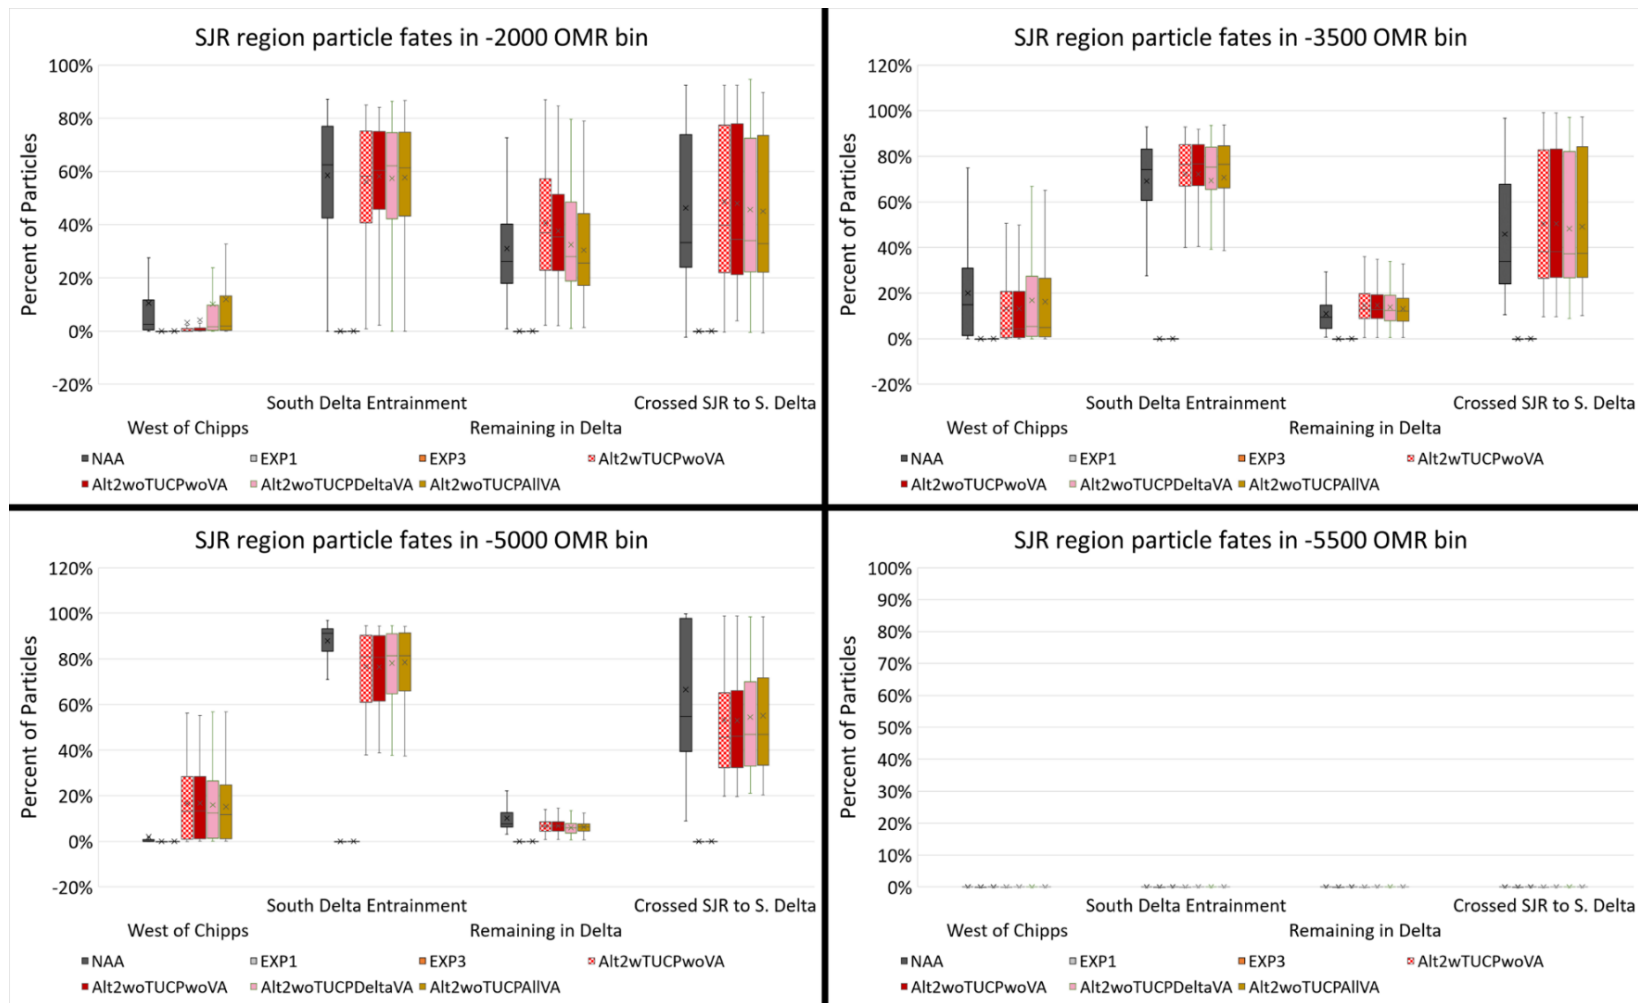 SJR region particle fates in -2000 OMR bin
100%
80%
60%
40%
20%
0%
-20%
Percent of Particles
South Delta Entrainment
Crossed SJR to S. Delta
West of Chipps
Remaining in Delta
NAA
EXP1
EXP3
Alt2wTUCPwoVA
Alt2woTUCPwoVA
Alt2woTUCPDeltaVA
Alt2woTUCPAllVA
SJR region particle fates in -3500 OMR bin
120%
100%
80%
60%
40%
20%
0%
-20%
Percent of Particles
South Delta Entrainment
Crossed SJR to S. Delta
West of Chipps
Remaining in Delta
NAA
EXP1
EXP3
Alt2wTUCPwoVA
Alt2woTUCPwoVA
Alt2woTUCPDeltaVA
Alt2woTUCPAllVA
SJR region particle fates in -5000 OMR bin
120%
100%
80%
60%
40%
20%
0%
-20%
Percent of Particles
South Delta Entrainment
Crossed SJR to S. Delta
West of Chipps
Remaining in Delta
NAA
EXP1
EXP3
Alt2wTUCPwoVA
Alt2woTUCPwoVA
Alt2woTUCPDeltaVA
Alt2woTUCPAllVA
SJR region particle fates in -5500 OMR bin
100%
90%
80%
70%
60%
50%
40%
30%
20%
10%
0%
Percent of Particles
South Delta Entrainment
Crossed SJR to S. Delta
West of Chipps
Remaining in Delta
NAA
EXP1
EXP3
Alt2wTUCPwoVA
Alt2woTUCPwoVA
Alt2woTUCPDeltaVA
Alt2woTUCPAllVA